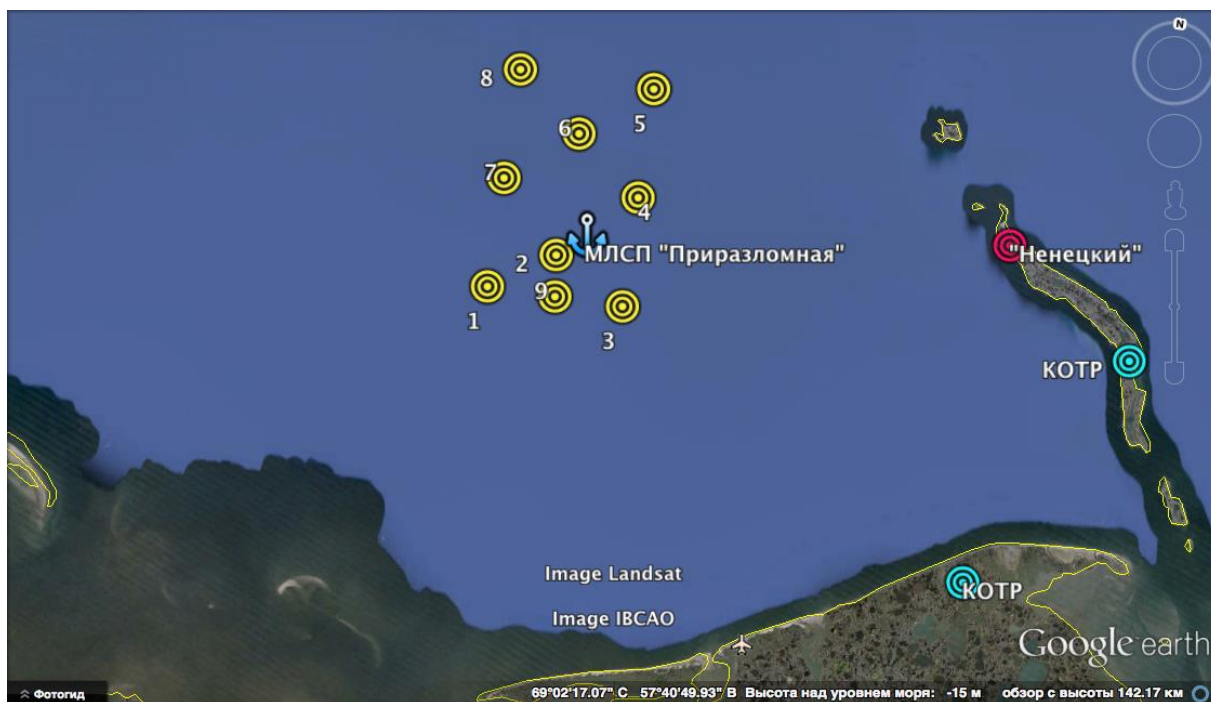 N
8
5
6
7
4
МЛСП "Приразломная"
"Ненецкий"
2
9
1
3
КОТР
Image Landsat
КОТР
Image IBCAO
Google earth
Фотогид
69°02'17.07" С 57°40'49.93" В Высота над уровнем моря: -15 м обзор с высоты 142.17 км